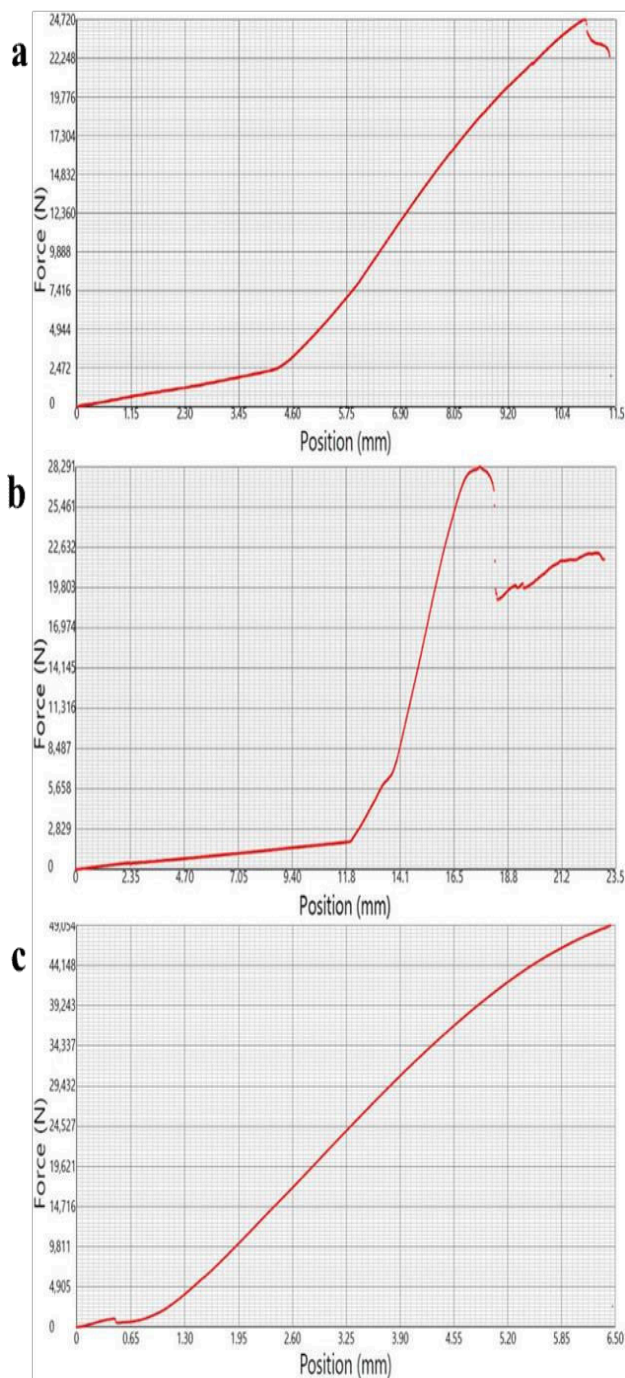 a
Force (N)
24,720
22,248
19,776
17,304
14,832
12,360
9,888
7,416
4,944
2,472
0
0 1.15 2.30 3.45 4.60 5.75 6.90 8.05 9.20 10.4 11.5
Position (mm)
b
Force (N)
28,291
25,461
22,632
19,803
16,974
14,145
11,316
8,487
5,658
2,829
0
0 2.35 4.70 7.05 9.40 11.8 14.1 16.5 18.8 21.2 23.5
Position (mm)
c
Force (N)
49,054
44,148
39,243
34,337
29,432
24,527
19,621
14,716
9,811
4,905
0
0 0.65 1.30 1.95 2.60 3.25 3.90 4.55 5.20 5.85 6.50
Position (mm)